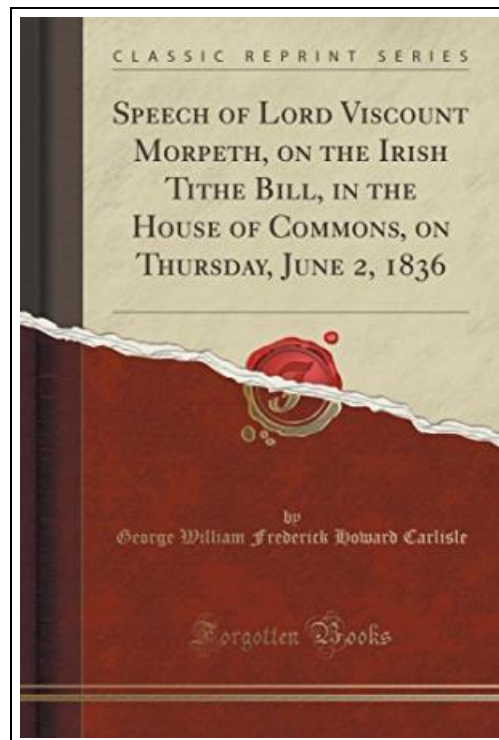 CLASSIC REPRINT SERIES
SPEECH OF LORD VISCOUNT
MORPETH, ON THE IRISH
TITHE BILL, IN THE
HOUSE OF COMMONS, ON
THURSDAY, JUNE 2, 1836
by
George William Frederick Howard Carlisle
Forgotten Books